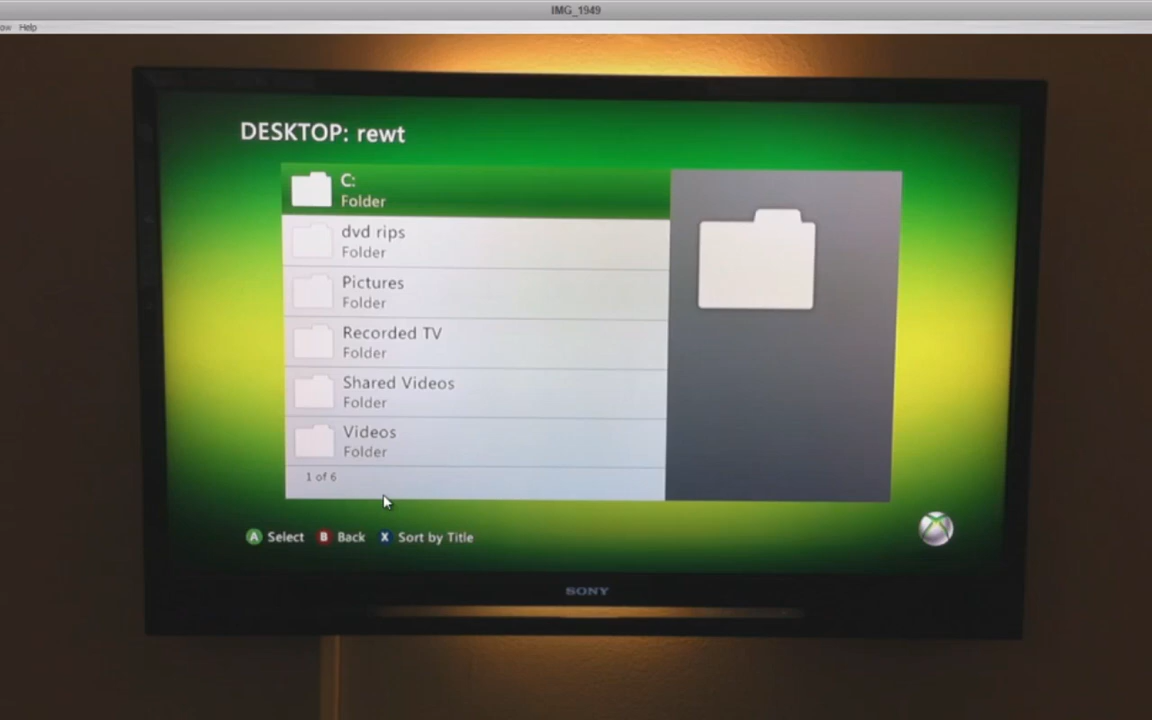 IMG_1949
ow Help
DESKTOP: rewt
C:
Folder
dvd rips
Folder
Pictures
Folder
Recorded TV
Folder
Shared Videos
Folder
Videos
Folder
1 of 6
A Select B Back X Sort by Title
SONY